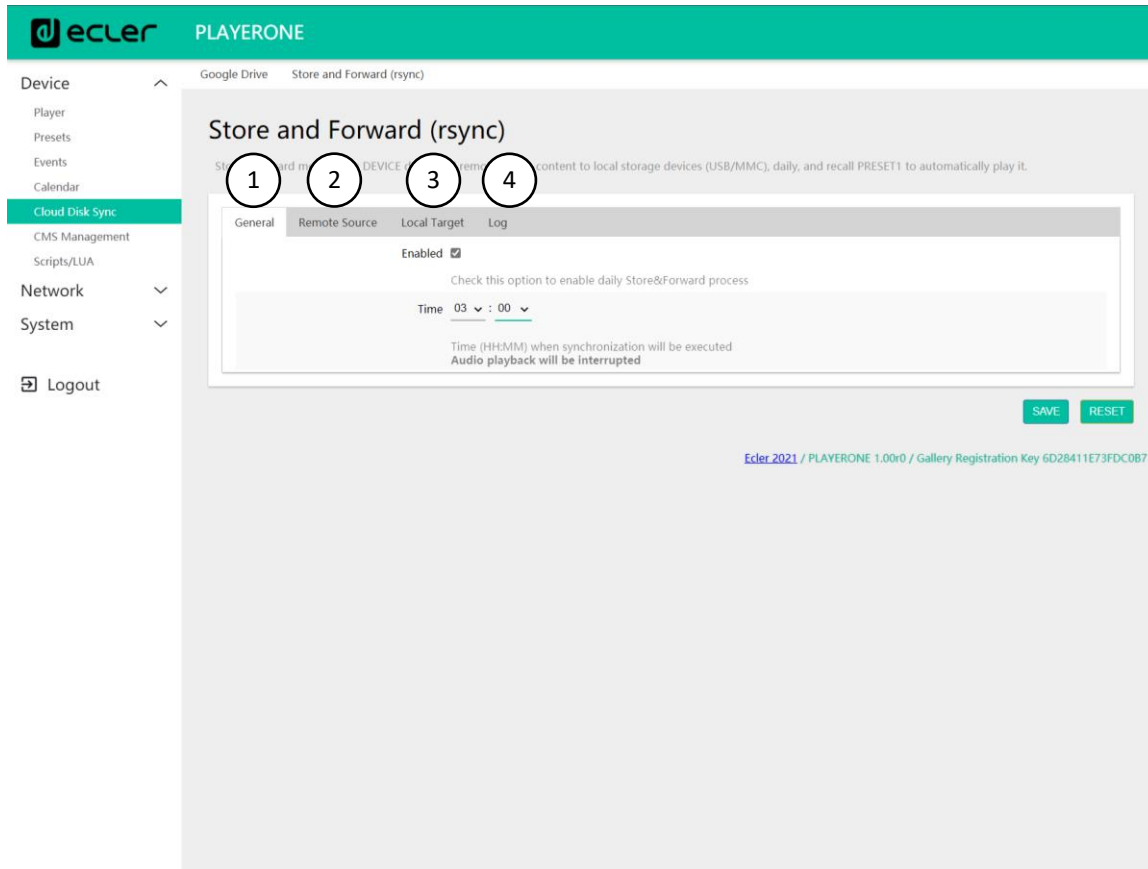 ecler PLAYERONE
Device
Player
Presets
Events
Calendar
Cloud Disk Sync
CMS Management
Scripts/LUA
Network
System
Logout
Google Drive Store and Forward (rsync)
Store and Forward (rsync)
DEVICE content to local storage devices (USB/MMC), daily, and recall PRESET1 to automatically play it.
1 2 3 4
General Remote Source Local Target Log
Enabled
Check this option to enable daily Store&Forward process
Time 03 : 00
Time (HH:MM) when synchronization will be executed
Audio playback will be interrupted
SAVE RESET
Ecler 2021 / PLAYERONE 1.00r0 / Gallery Registration Key 6D28411E73FDC0B7